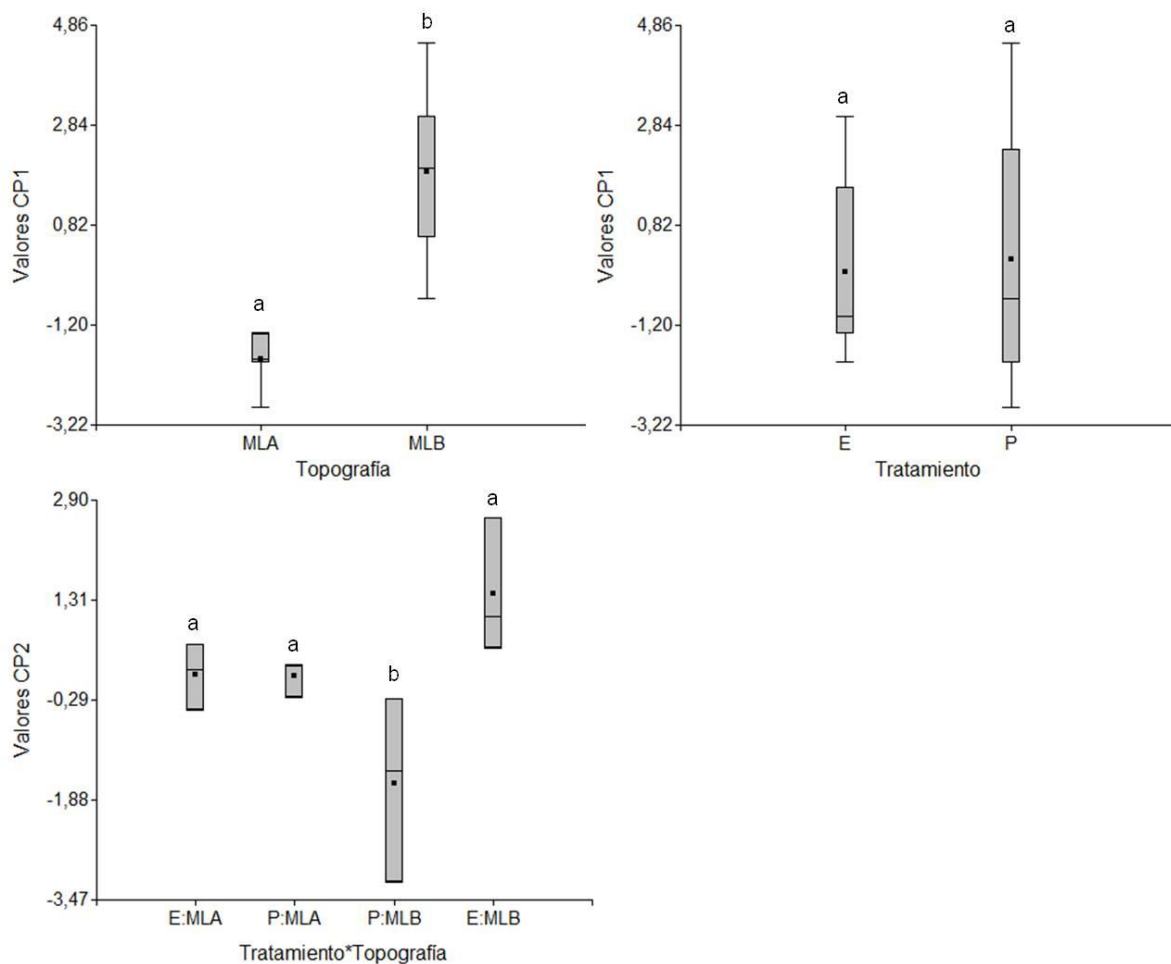 4,86
2,84
0,82
-1,20
-3,22
Valores CP1
a
b
MLA MLB
Topografía
4,86
2,84
0,82
-1,20
-3,22
Valores CP1
a
a
E P
Tratamiento
2,90
1,31
-0,29
-1,88
-3,47
Valores CP2
a
a
b
a
E:MLA P:MLA P:MLB E:MLB
Tratamiento*Topografía